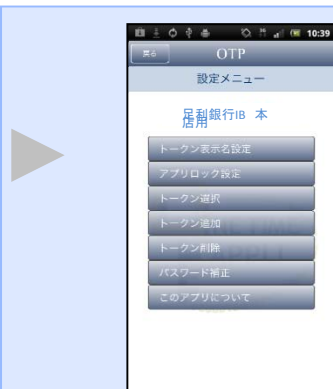 10:39
戻る OTP
設定メニュー
足利銀行IB 本
店用
トークン表示名設定
アプリロック設定
トークン選択
トークン追加
トークン削除
パスワード補正
このアプリについて